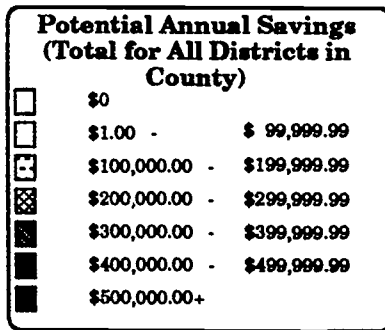 Potential Annual Savings
(Total for All Districts in
County)
$0
$1.00 - $ 99,999.99
$100,000.00 - $199,999.99
$200,000.00 - $299,999.99
$300,000.00 - $399,999.99
$400,000.00 - $499,999.99
$500,000.00+